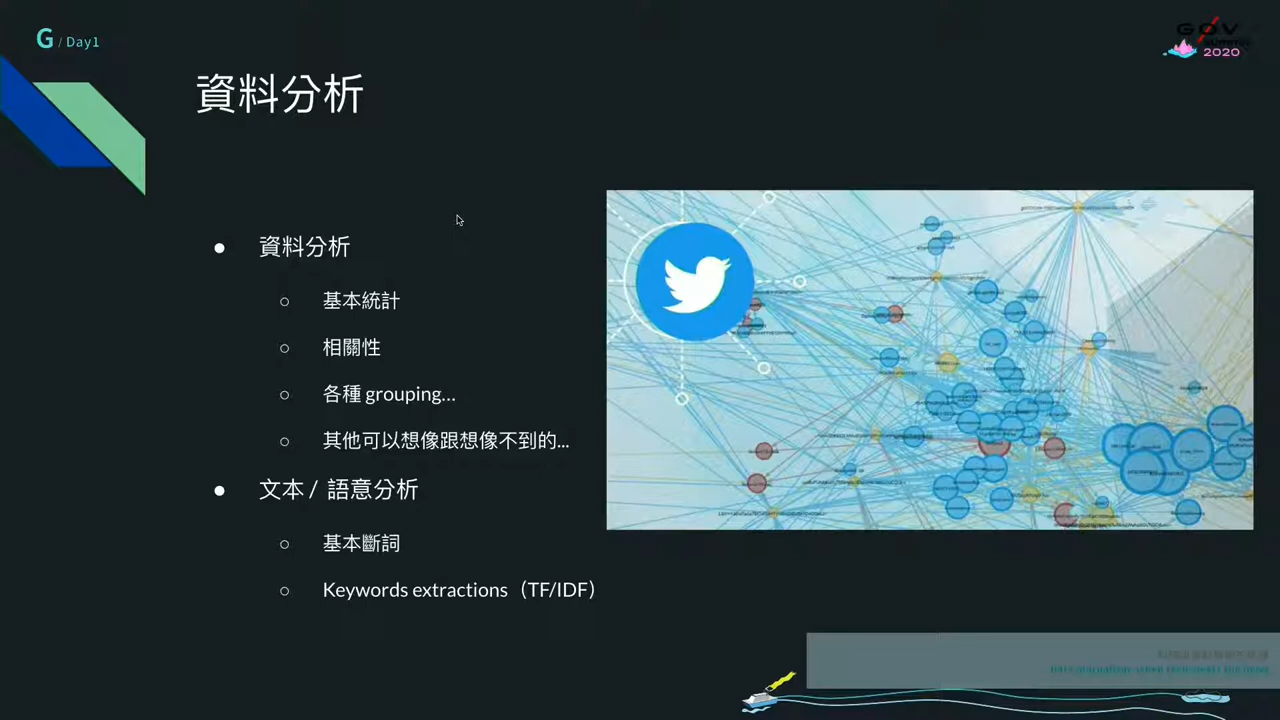 G / Day1
GOV
2020
資料分析
● 資料分析
○ 基本統計
○ 相關性
○ 各種 grouping...
○ 其他可以想像跟想像不到的...
● 文本 / 語意分析
○ 基本斷詞
○ Keywords extractions（TF/IDF）